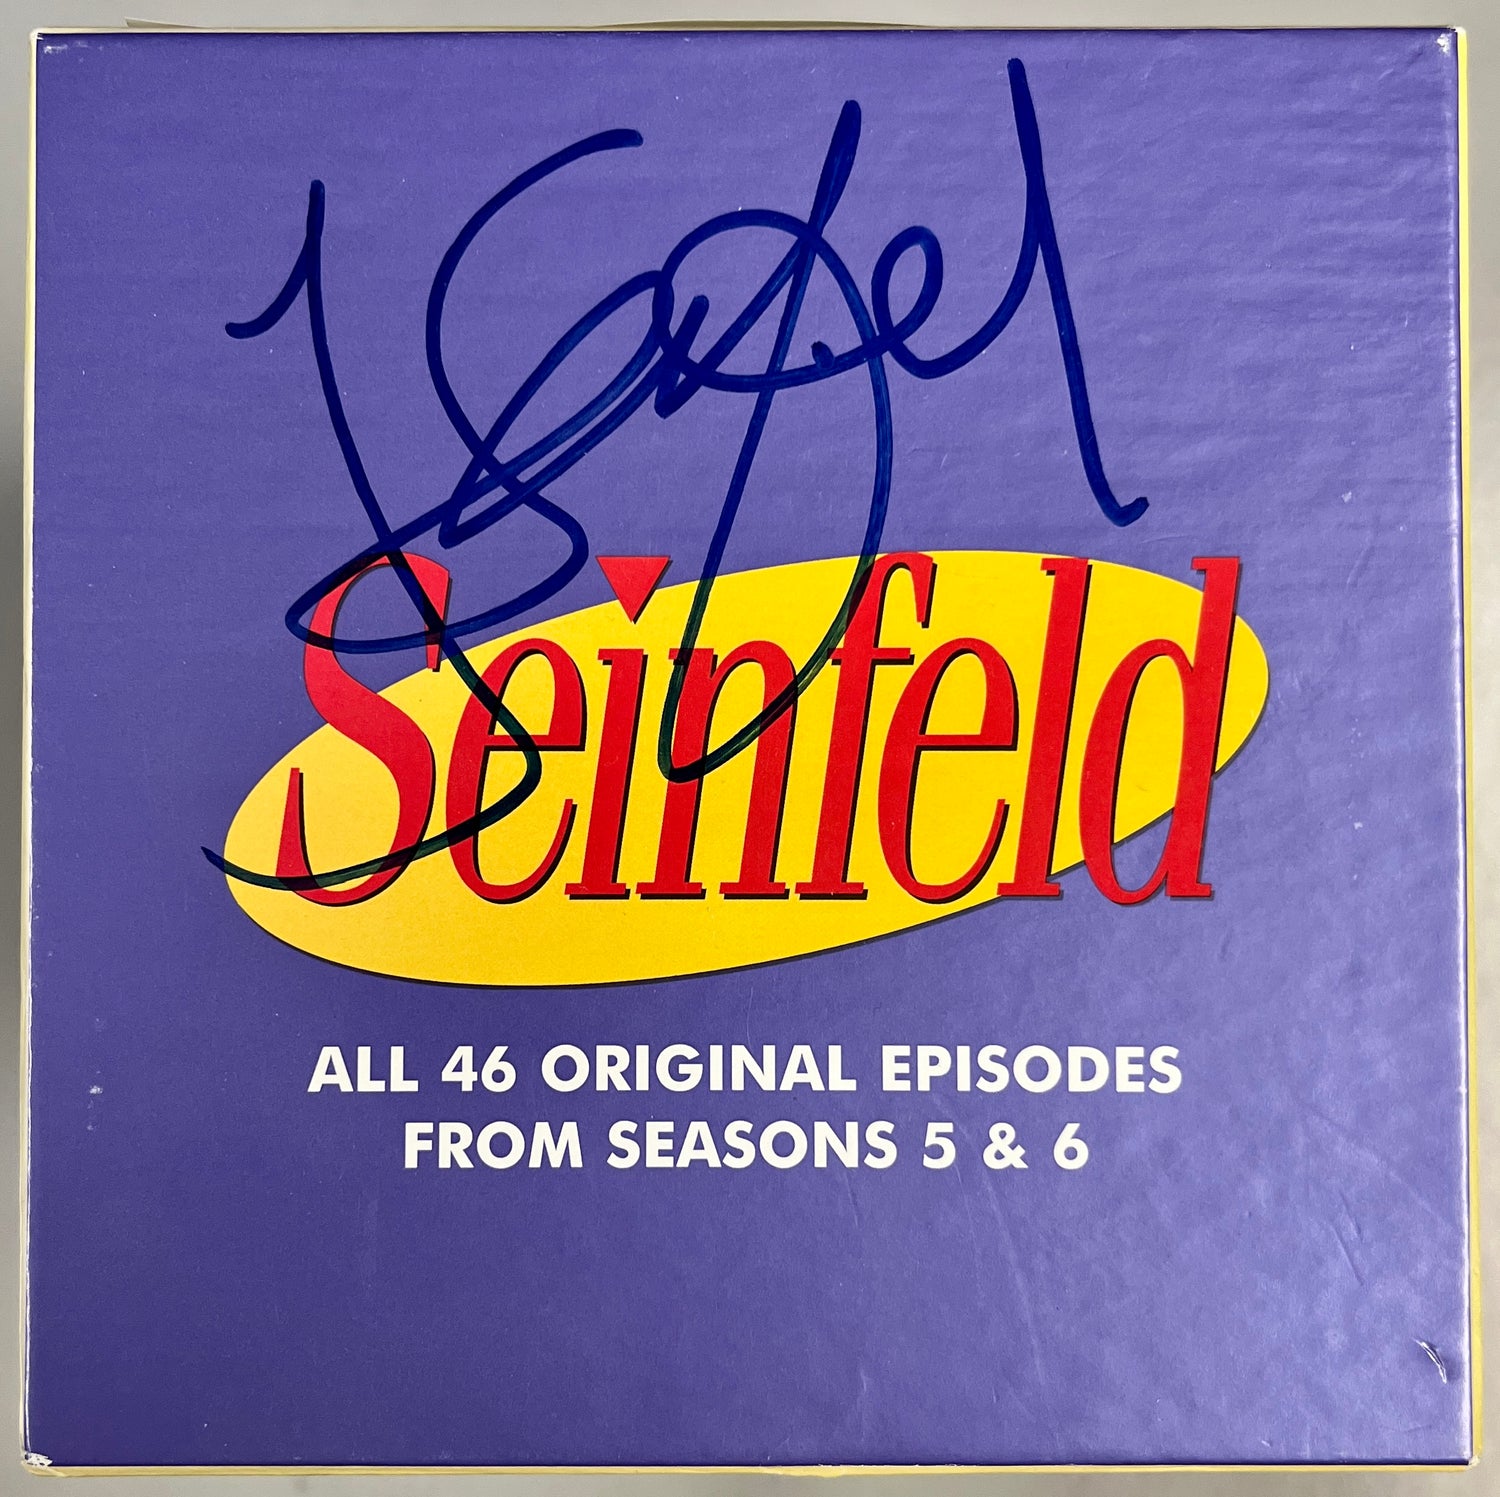 Seinfeld
ALL 46 ORIGINAL EPISODES
FROM SEASONS 5 & 6